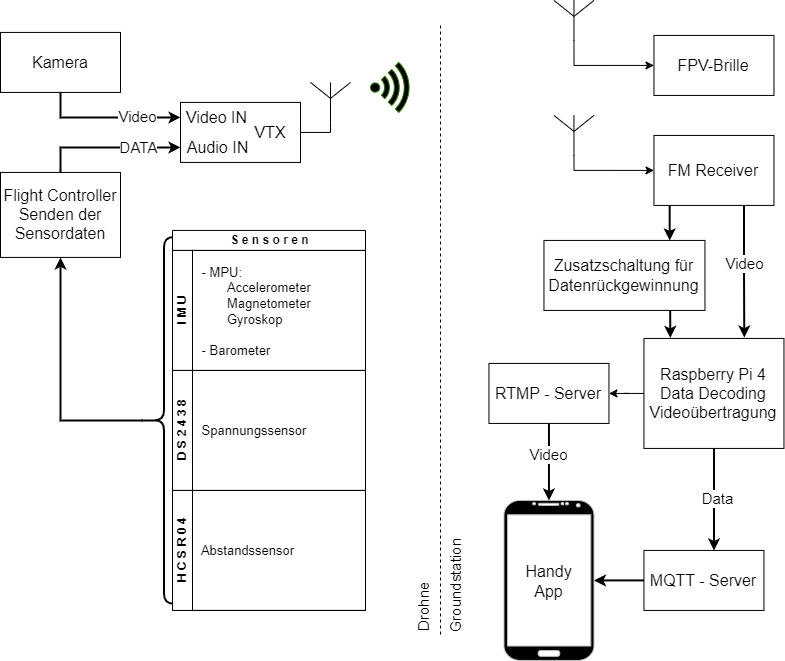 Kamera
Video
Video IN
VTX
DATA
Audio IN
Flight Controller
Senden der
Sensordaten
Sensoren
IMU
- MPU:
Accelerometer
Magnetometer
Gyroskop
- Barometer
DS2438
Spannungssensor
HCSR04
Abstandssensor
Drohne
Groundstation
FPV-Brille
FM Receiver
Zusatzschaltung für
Datenrückgewinnung
Video
Raspberry Pi 4
Data Decoding
Videoübertragung
RTMP - Server
Video
Data
MQTT - Server
Handy
App